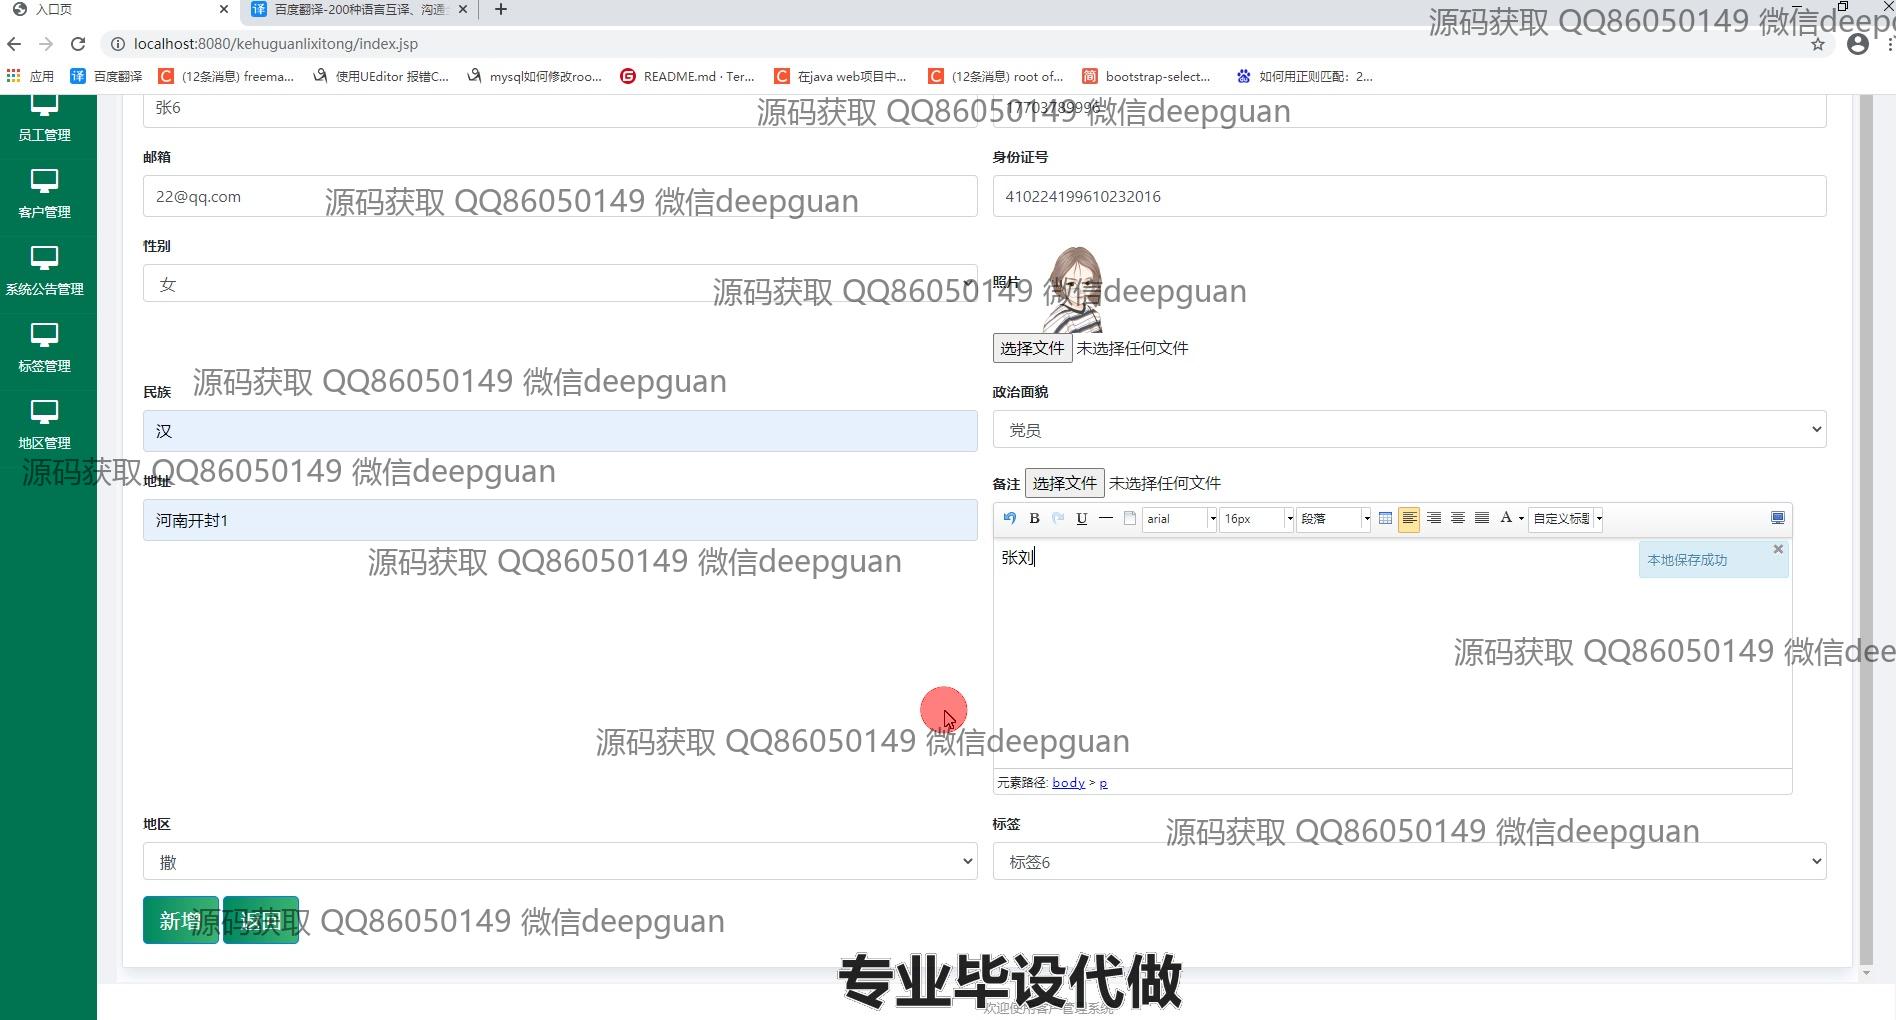 入口页
百度翻译-200种语言互译、沟通全
localhost:8080/kehuguanlixitong/index.jsp
应用
百度翻译
(12条消息) freema...
使用UEditor 报错C...
mysql如何修改roo...
README.md · Ter...
在java web项目中...
(12条消息) root of...
bootstrap-select...
如何用正则匹配：2...
源码获取 QQ86050149 微信deepg
员工管理
客户管理
系统公告管理
标签管理
地区管理
张6
17703789996
源码获取 QQ86050149 微信deepguan
邮箱
身份证号
22@qq.com
410224199610232016
源码获取 QQ86050149 微信deepguan
性别
女
照片
源码获取 QQ86050149 微信deepguan
选择文件 未选择任何文件
源码获取 QQ86050149 微信deepguan
民族
政治面貌
汉
党员
源码获取 QQ86050149 微信deepguan
地址
备注 选择文件 未选择任何文件
河南开封1
B U arial 16px 段落 A 自定义标题
张刘
本地保存成功
源码获取 QQ86050149 微信deepguan
源码获取 QQ86050149 微信dee
源码获取 QQ86050149 微信deepguan
元素路径: body > p
地区
标签
源码获取 QQ86050149 微信deepguan
撒
标签6
新增 返回
源码获取 QQ86050149 微信deepguan
专业毕设代做
欢迎使用客户管理系统